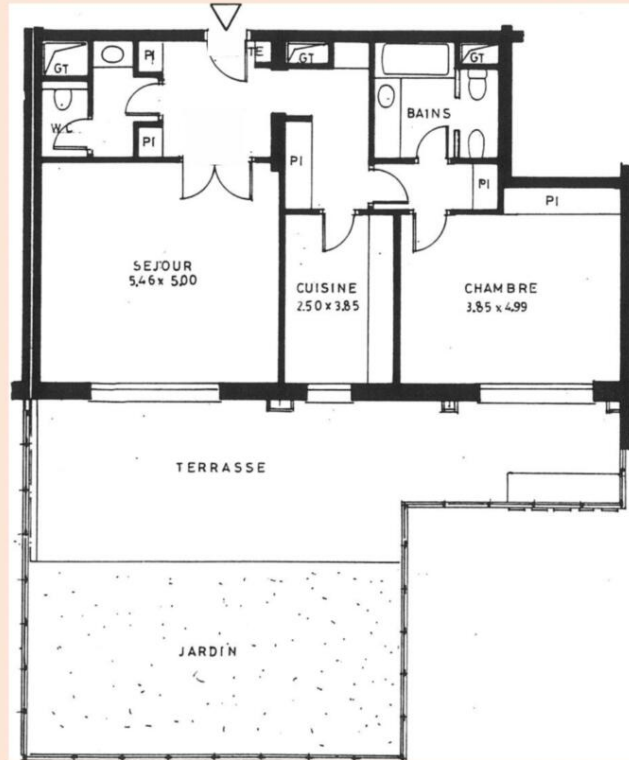 GT
PI
TE
GT
GT
W.C
PI
BAINS
PI
PI
PI
SEJOUR
5,46 x 5,00
CUISINE
2.50 x 3.85
CHAMBRE
3.85 x 4.99
TERRASSE
JARDIN